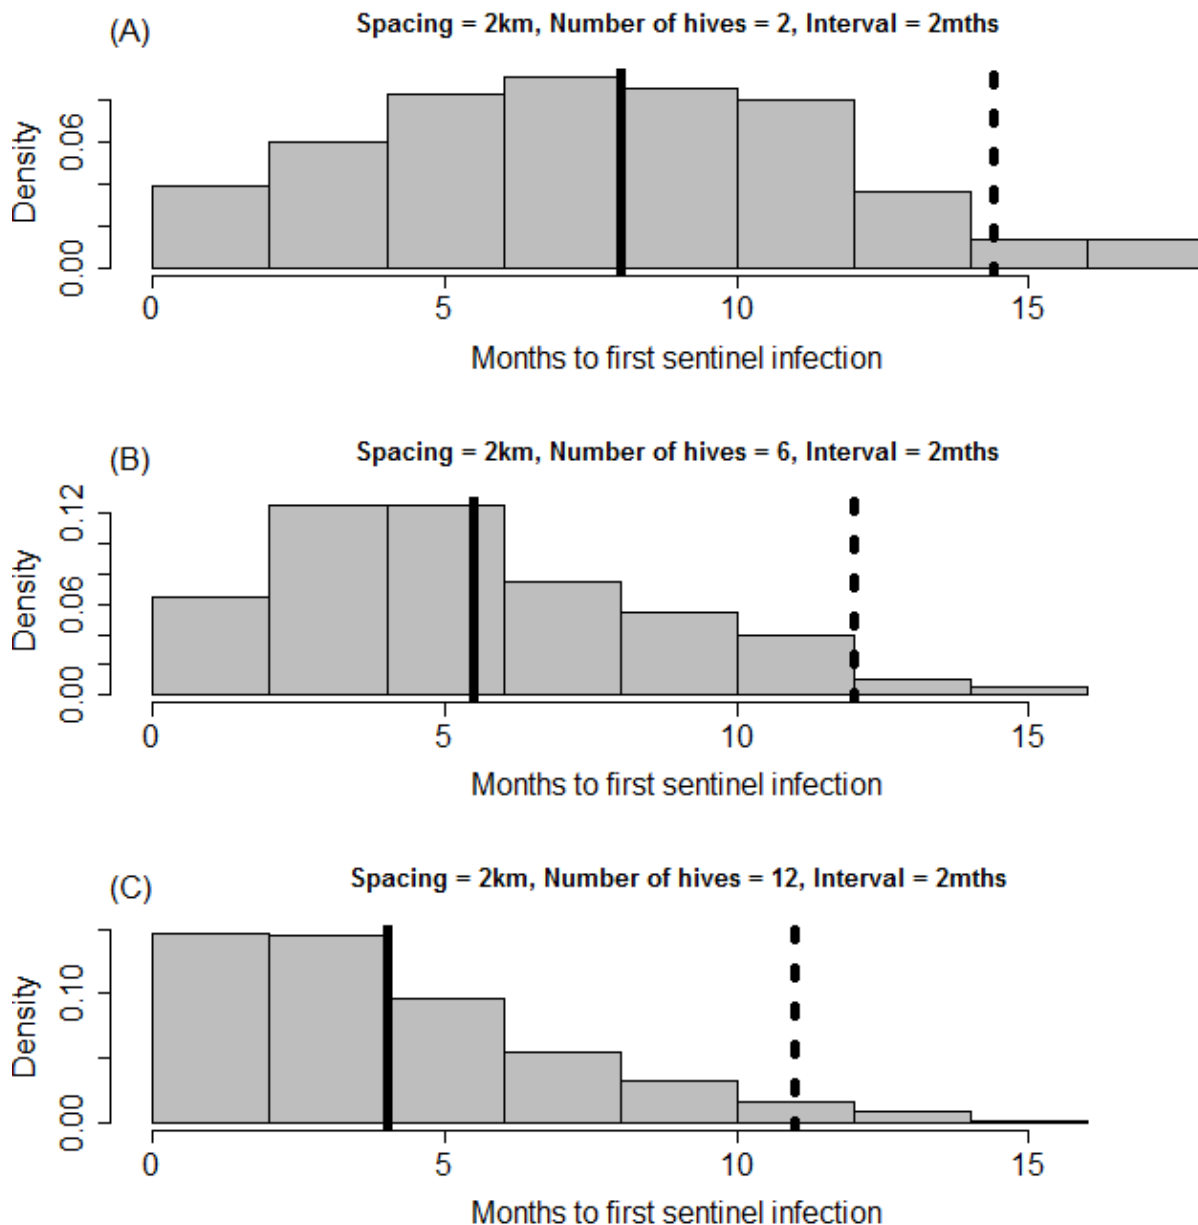 (A)
Spacing = 2km, Number of hives = 2, Interval = 2mths
Density
0.00 0.06
0 5 10 15
Months to first sentinel infection
(B)
Spacing = 2km, Number of hives = 6, Interval = 2mths
Density
0.00 0.06 0.12
0 5 10 15
Months to first sentinel infection
(C)
Spacing = 2km, Number of hives = 12, Interval = 2mths
Density
0.00 0.10
0 5 10 15
Months to first sentinel infection